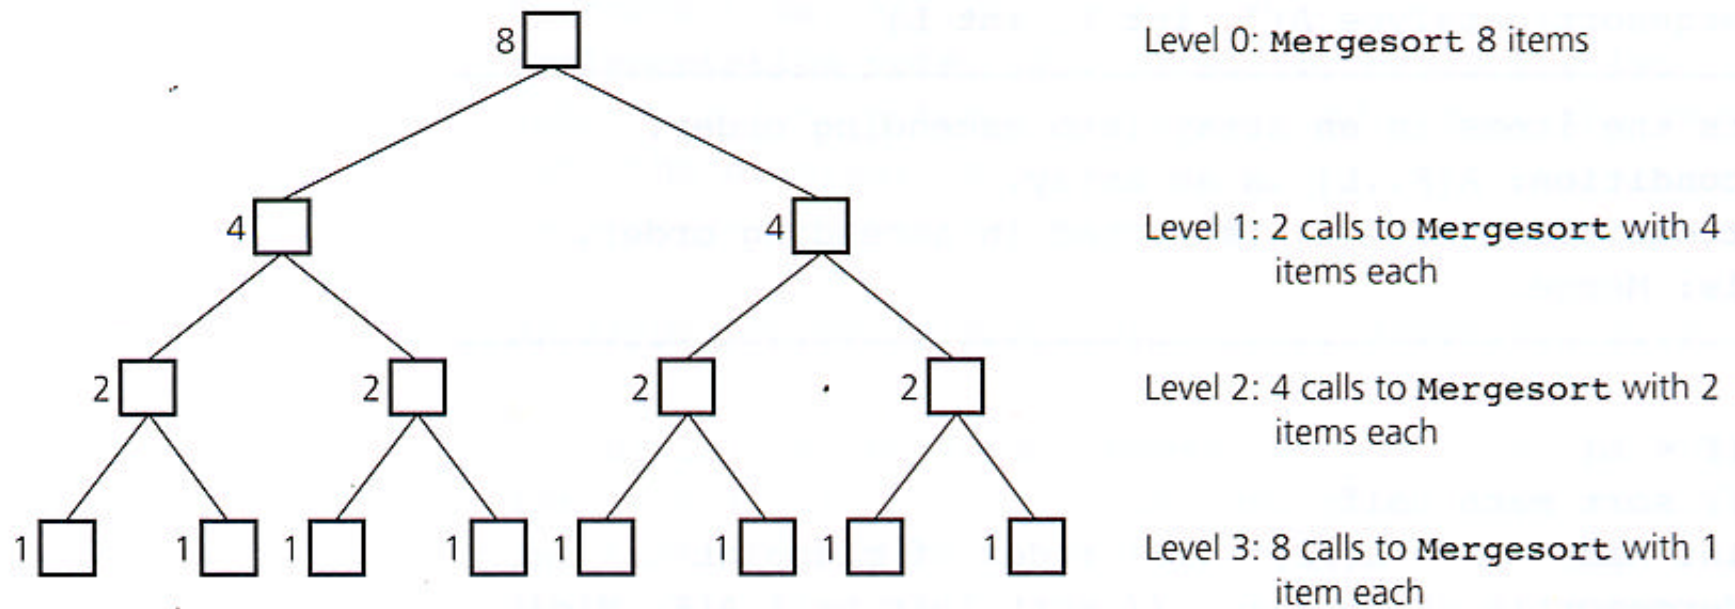 8
Level 0: Mergesort 8 items
4 4
Level 1: 2 calls to Mergesort with 4
items each
2 2 2 2
Level 2: 4 calls to Mergesort with 2
items each
1 1 1 1 1 1 1 1
Level 3: 8 calls to Mergesort with 1
item each